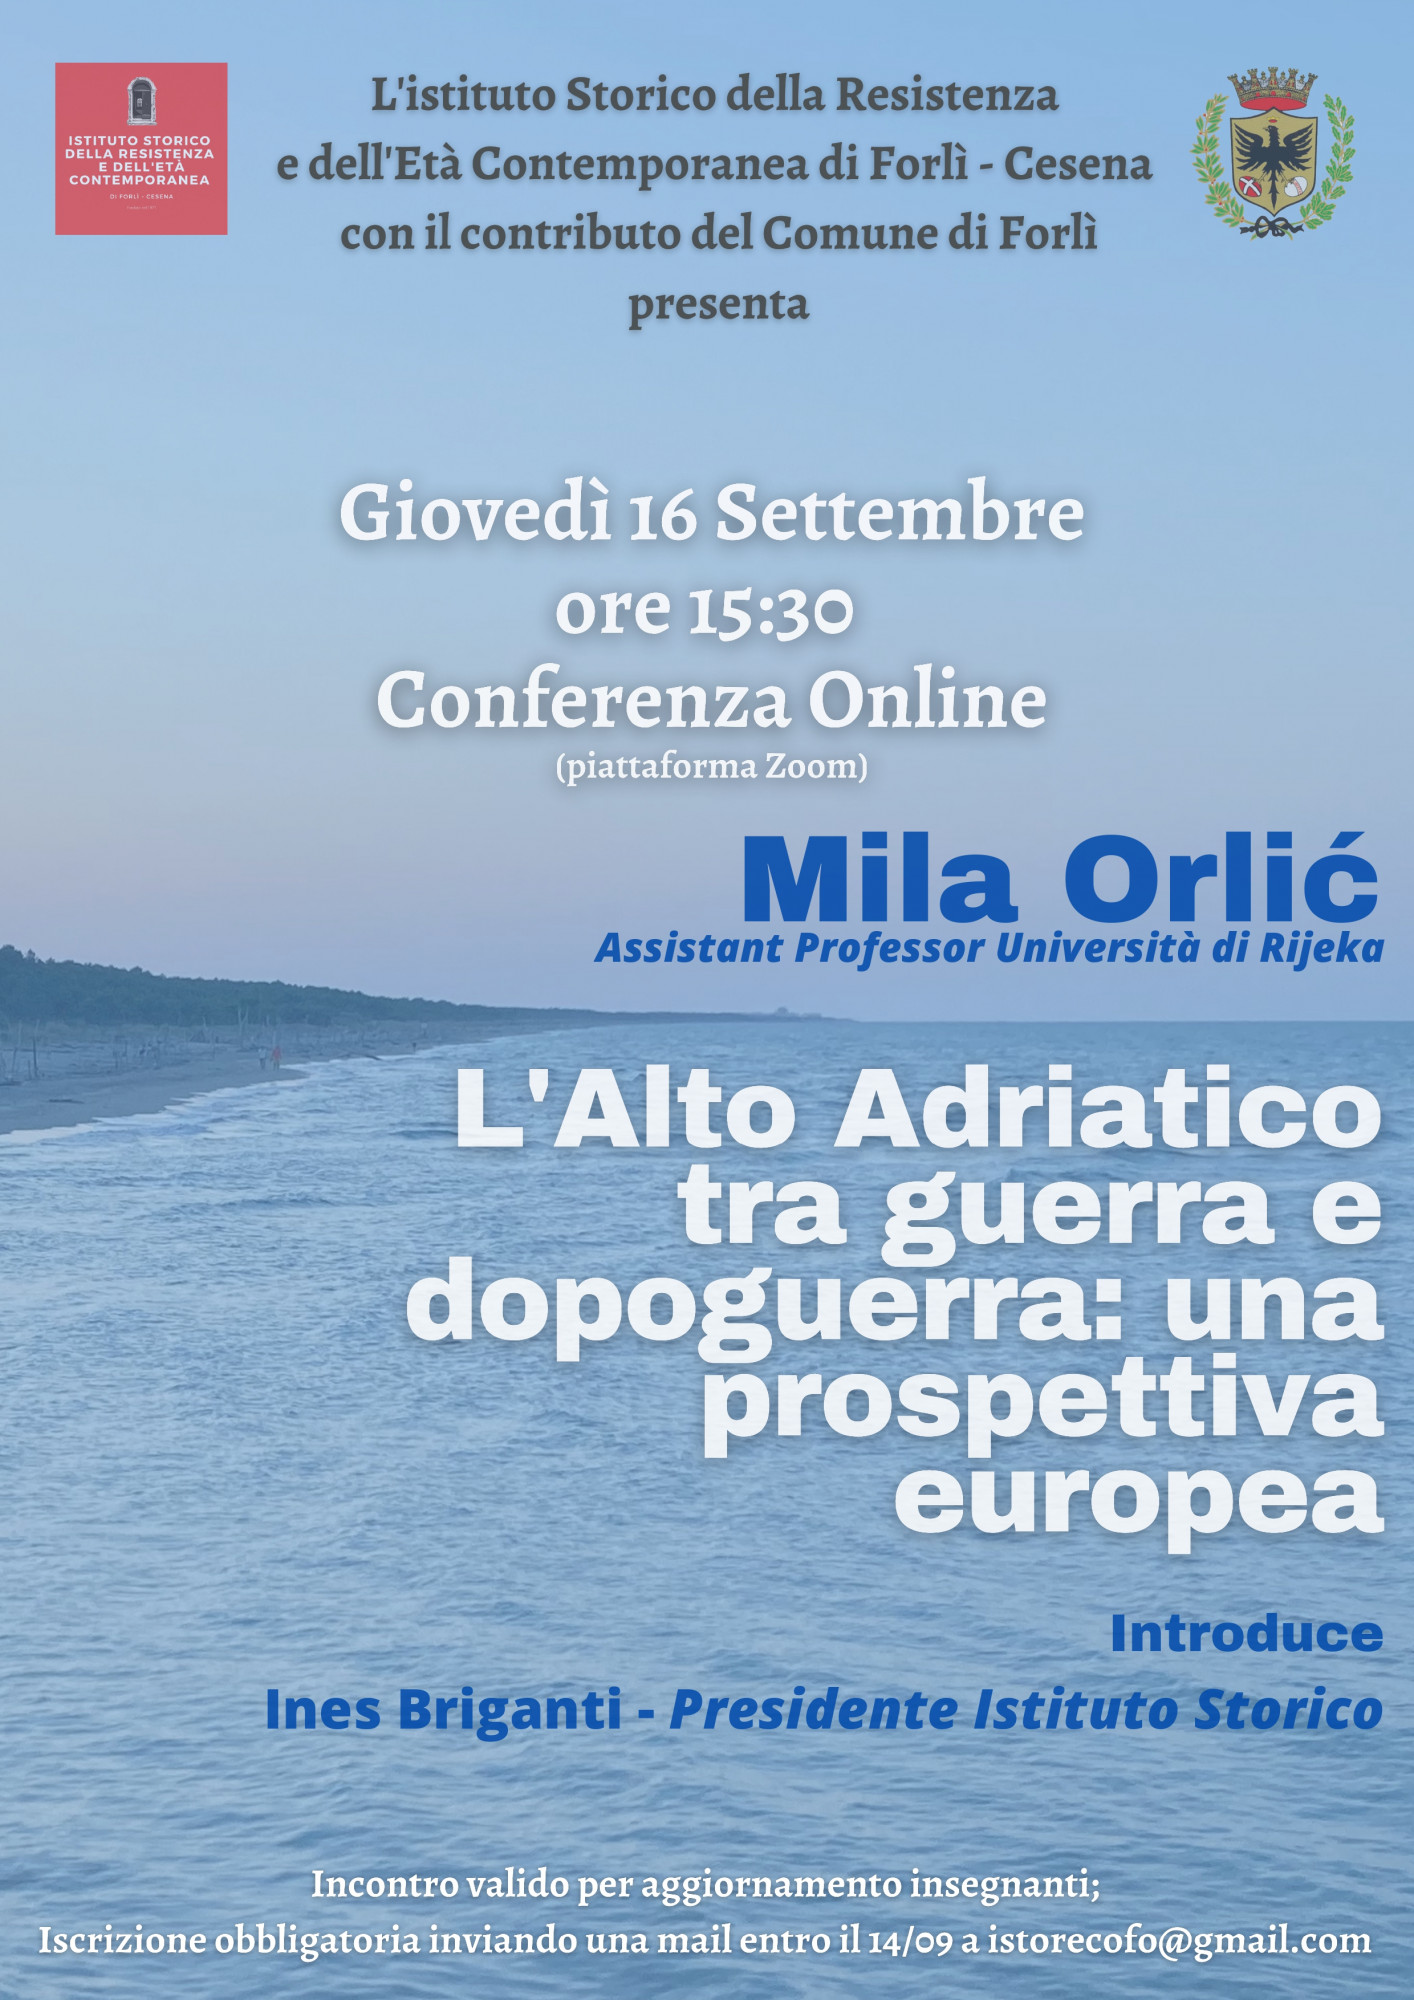 ISTITUTO STORICO
DELLA RESISTENZA
E DELL'ETÀ
CONTEMPORANEA
DI FORLÌ - CESENA
L'istituto Storico della Resistenza
e dell'Età Contemporanea di Forlì - Cesena
con il contributo del Comune di Forlì
presenta
Giovedì 16 Settembre
ore 15:30
Conferenza Online
(piattaforma Zoom)
Mila Orlić
Assistant Professor Università di Rijeka
L'Alto Adriatico
tra guerra e
dopoguerra: una
prospettiva
europea
Introduce
Ines Briganti - Presidente Istituto Storico
Incontro valido per aggiornamento insegnanti;
Iscrizione obbligatoria inviando una mail entro il 14/09 a istorecofo@gmail.com